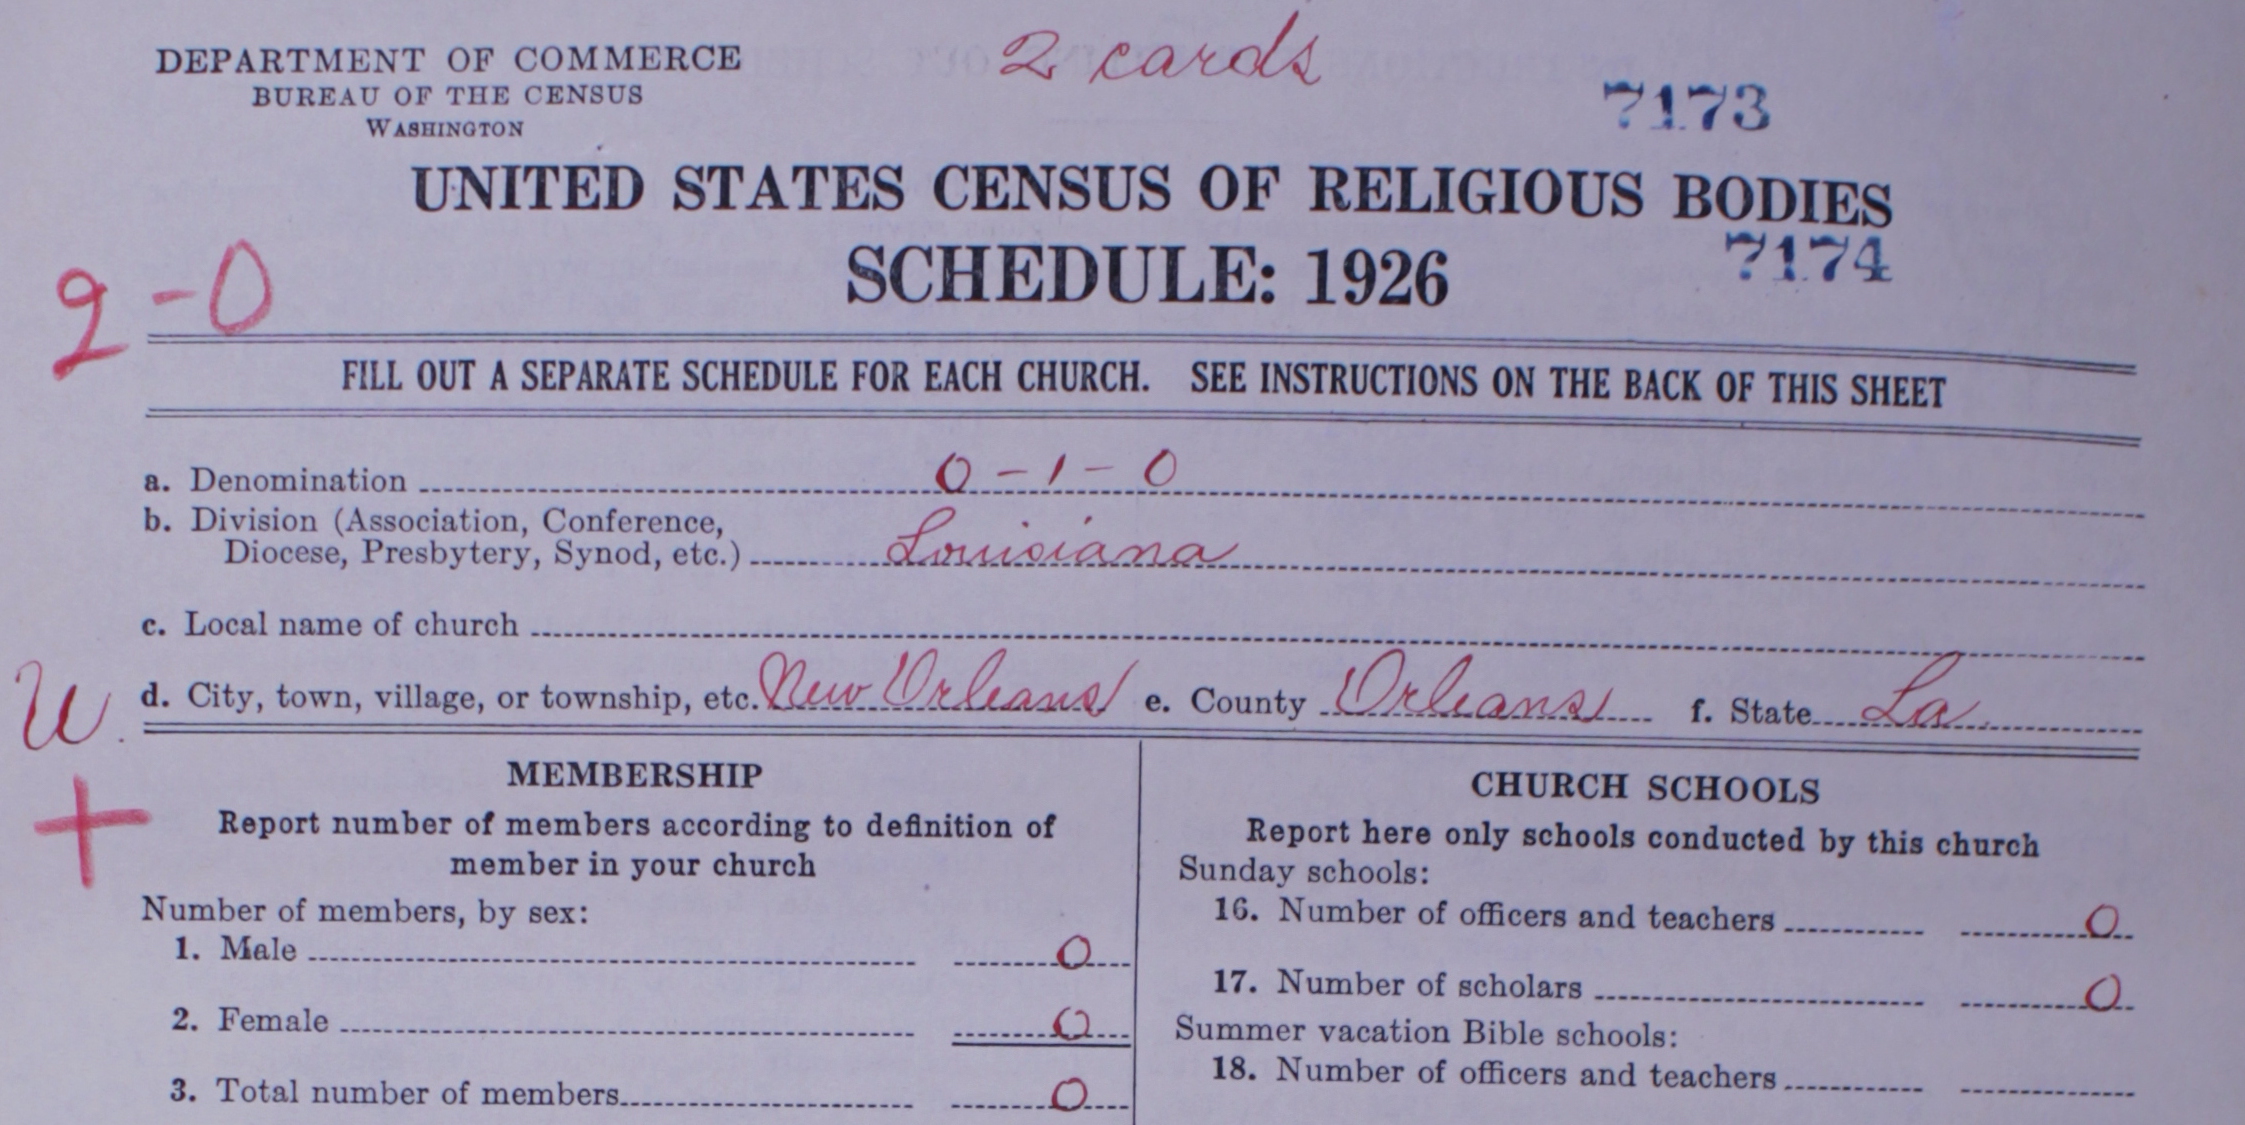 2 cards
DEPARTMENT OF COMMERCE
BUREAU OF THE CENSUS
WASHINGTON
7173
UNITED STATES CENSUS OF RELIGIOUS BODIES
SCHEDULE: 1926
7174
2-0
FILL OUT A SEPARATE SCHEDULE FOR EACH CHURCH. SEE INSTRUCTIONS ON THE BACK OF THIS SHEET
a. Denomination 0-1-0
b. Division (Association, Conference,
Diocese, Presbytery, Synod, etc.) Louisiana
c. Local name of church
U
d. City, town, village, or township, etc. New Orleans e. County Orleans f. State La.
+
MEMBERSHIP
Report number of members according to definition of
member in your church
Number of members, by sex:
1. Male 0
2. Female 0
3. Total number of members 0
CHURCH SCHOOLS
Report here only schools conducted by this church
Sunday schools:
16. Number of officers and teachers 0
17. Number of scholars 0
Summer vacation Bible schools:
18. Number of officers and teachers